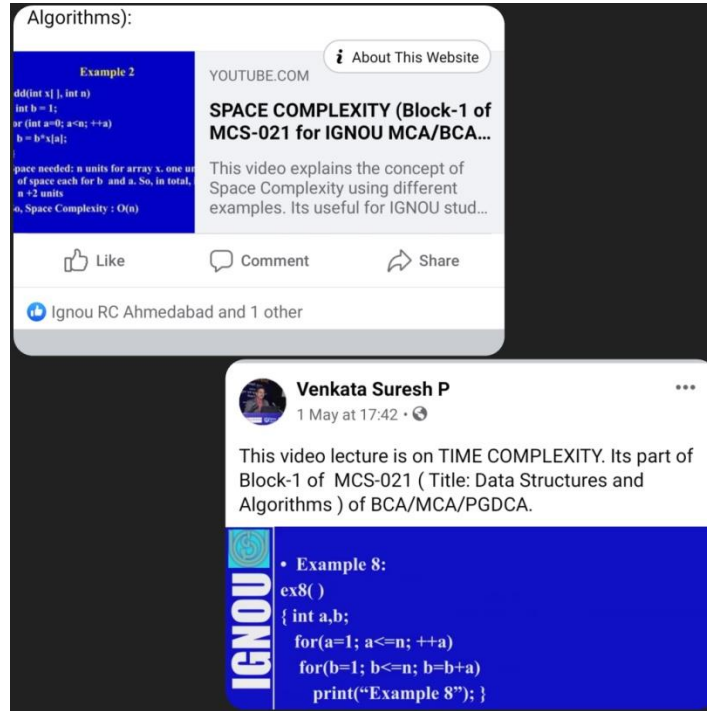 Algorithms):
i About This Website
Example 2
dd(int x[ ], int n)
int b = 1;
or (int a=0; a<n; ++a)
b = b*x[a];
}
pace needed: n units for array x. one un
of space each for b and a. So, in total,
n +2 units
o, Space Complexity : O(n)
YOUTUBE.COM
SPACE COMPLEXITY (Block-1 of
MCS-021 for IGNOU MCA/BCA...
This video explains the concept of
Space Complexity using different
examples. Its useful for IGNOU stud...
Like
Comment
Share
Ignou RC Ahmedabad and 1 other
Venkata Suresh P
1 May at 17:42
This video lecture is on TIME COMPLEXITY. Its part of
Block-1 of MCS-021 ( Title: Data Structures and
Algorithms ) of BCA/MCA/PGDCA.
IGNOU
• Example 8:
ex8( )
{ int a,b;
for(a=1; a<=n; ++a)
for(b=1; b<=n; b=b+a)
print(“Example 8”); }